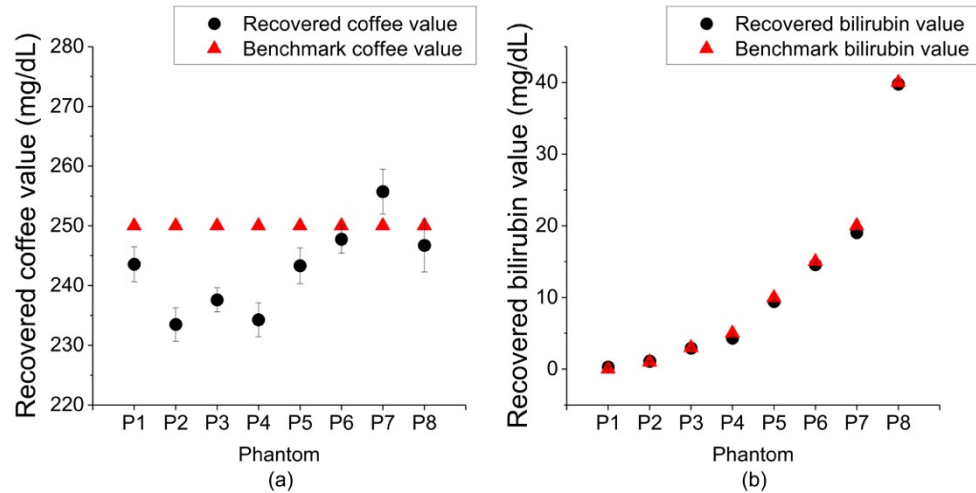 Recovered coffee value
Benchmark coffee value
Recovered coffee value (mg/dL)
280
270
260
250
240
230
220
P1 P2 P3 P4 P5 P6 P7 P8
Phantom
(a)
Recovered bilirubin value
Benchmark bilirubin value
Recovered bilirubin value (mg/dL)
40
30
20
10
0
P1 P2 P3 P4 P5 P6 P7 P8
Phantom
(b)